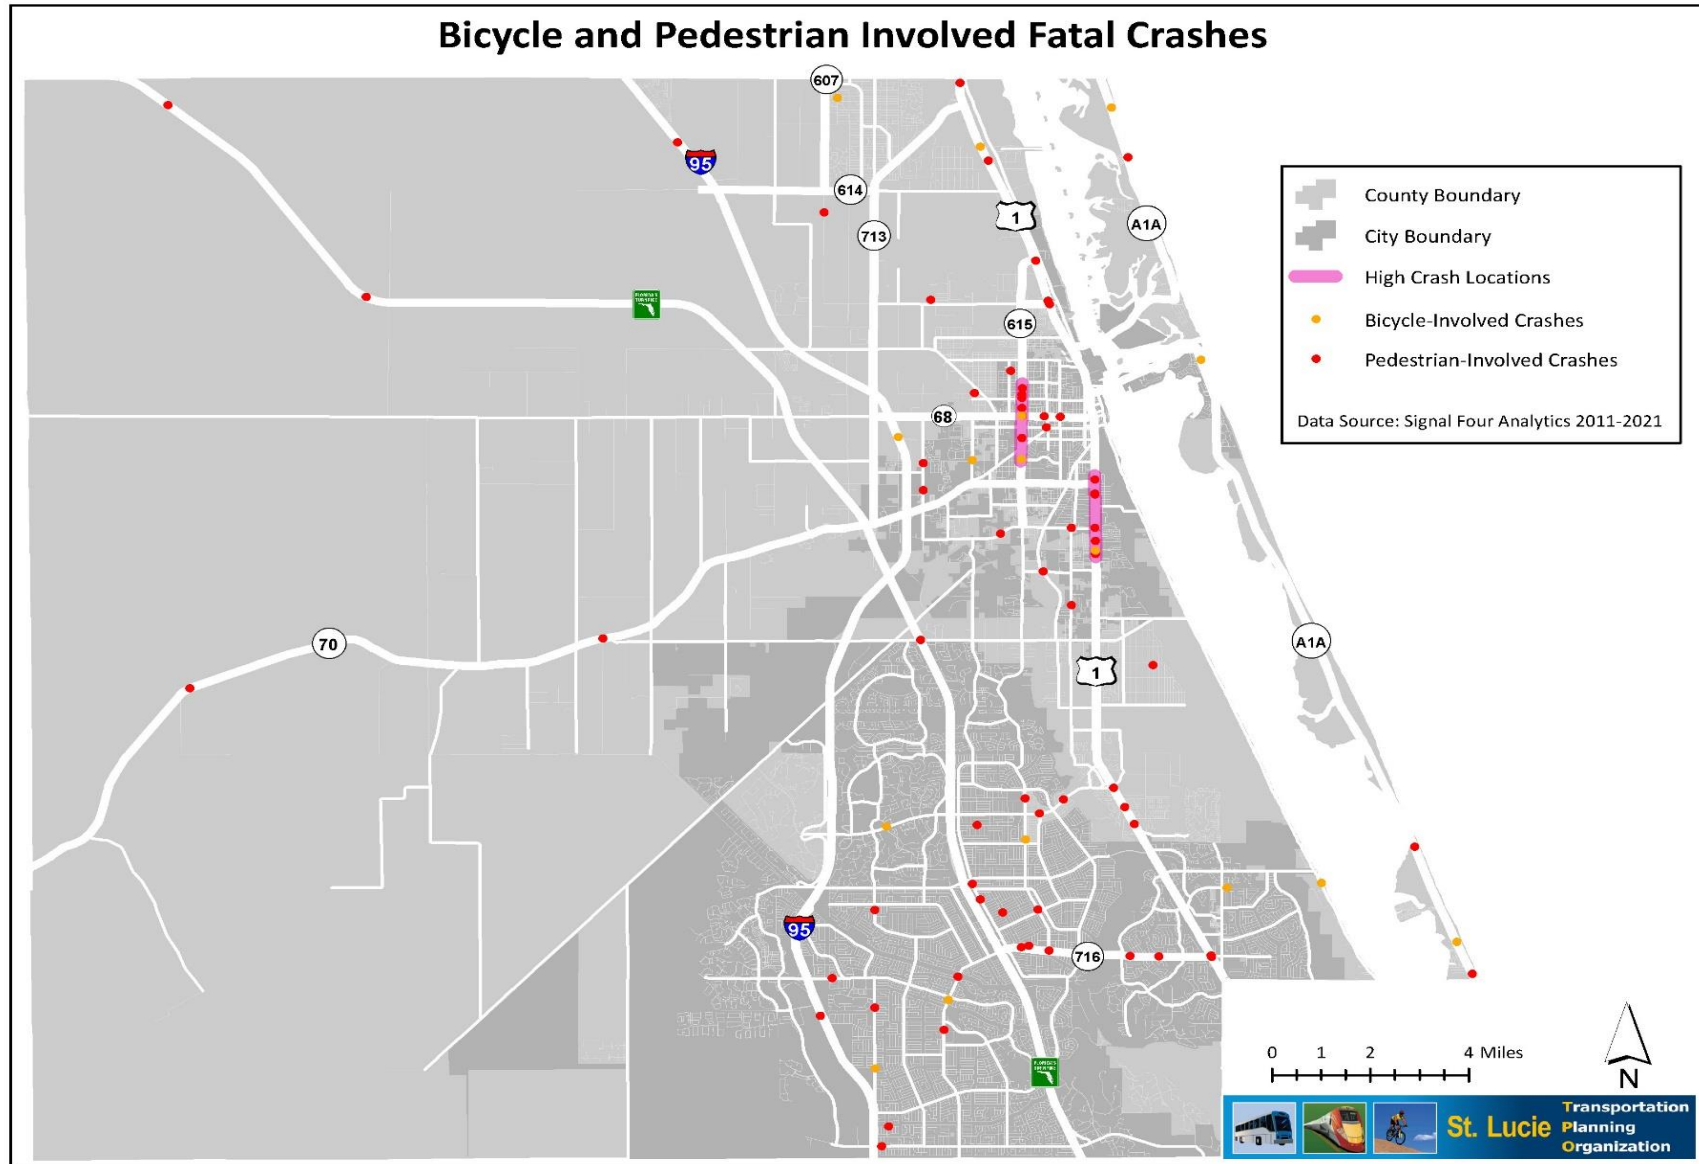 Bicycle and Pedestrian Involved Fatal Crashes
607
95
614
1
A1A
713
615
68
70
A1A
1
95
716
County Boundary
City Boundary
High Crash Locations
Bicycle-Involved Crashes
Pedestrian-Involved Crashes
Data Source: Signal Four Analytics 2011-2021
0 1 2 4 Miles
N
St. Lucie
Transportation
Planning
Organization